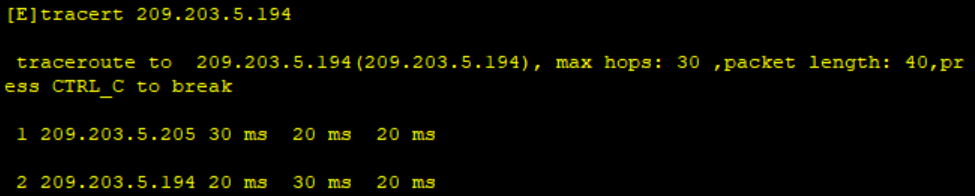 [E]tracert 209.203.5.194
traceroute to  209.203.5.194(209.203.5.194), max hops: 30 ,packet length: 40,pr
ess CTRL_C to break
1 209.203.5.205 30 ms  20 ms  20 ms
2 209.203.5.194 20 ms  30 ms  20 ms